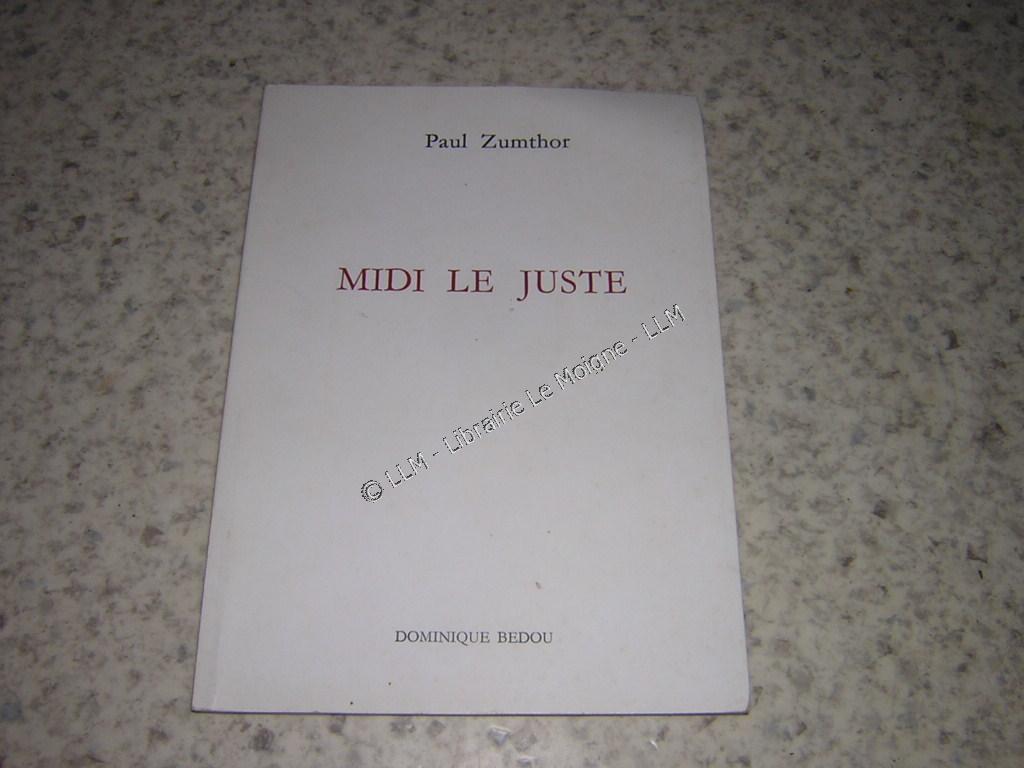 Paul Zumthor
MIDI LE JUSTE
© LLM - Librairie Le Moigne - LLM
DOMINIQUE BEDOU